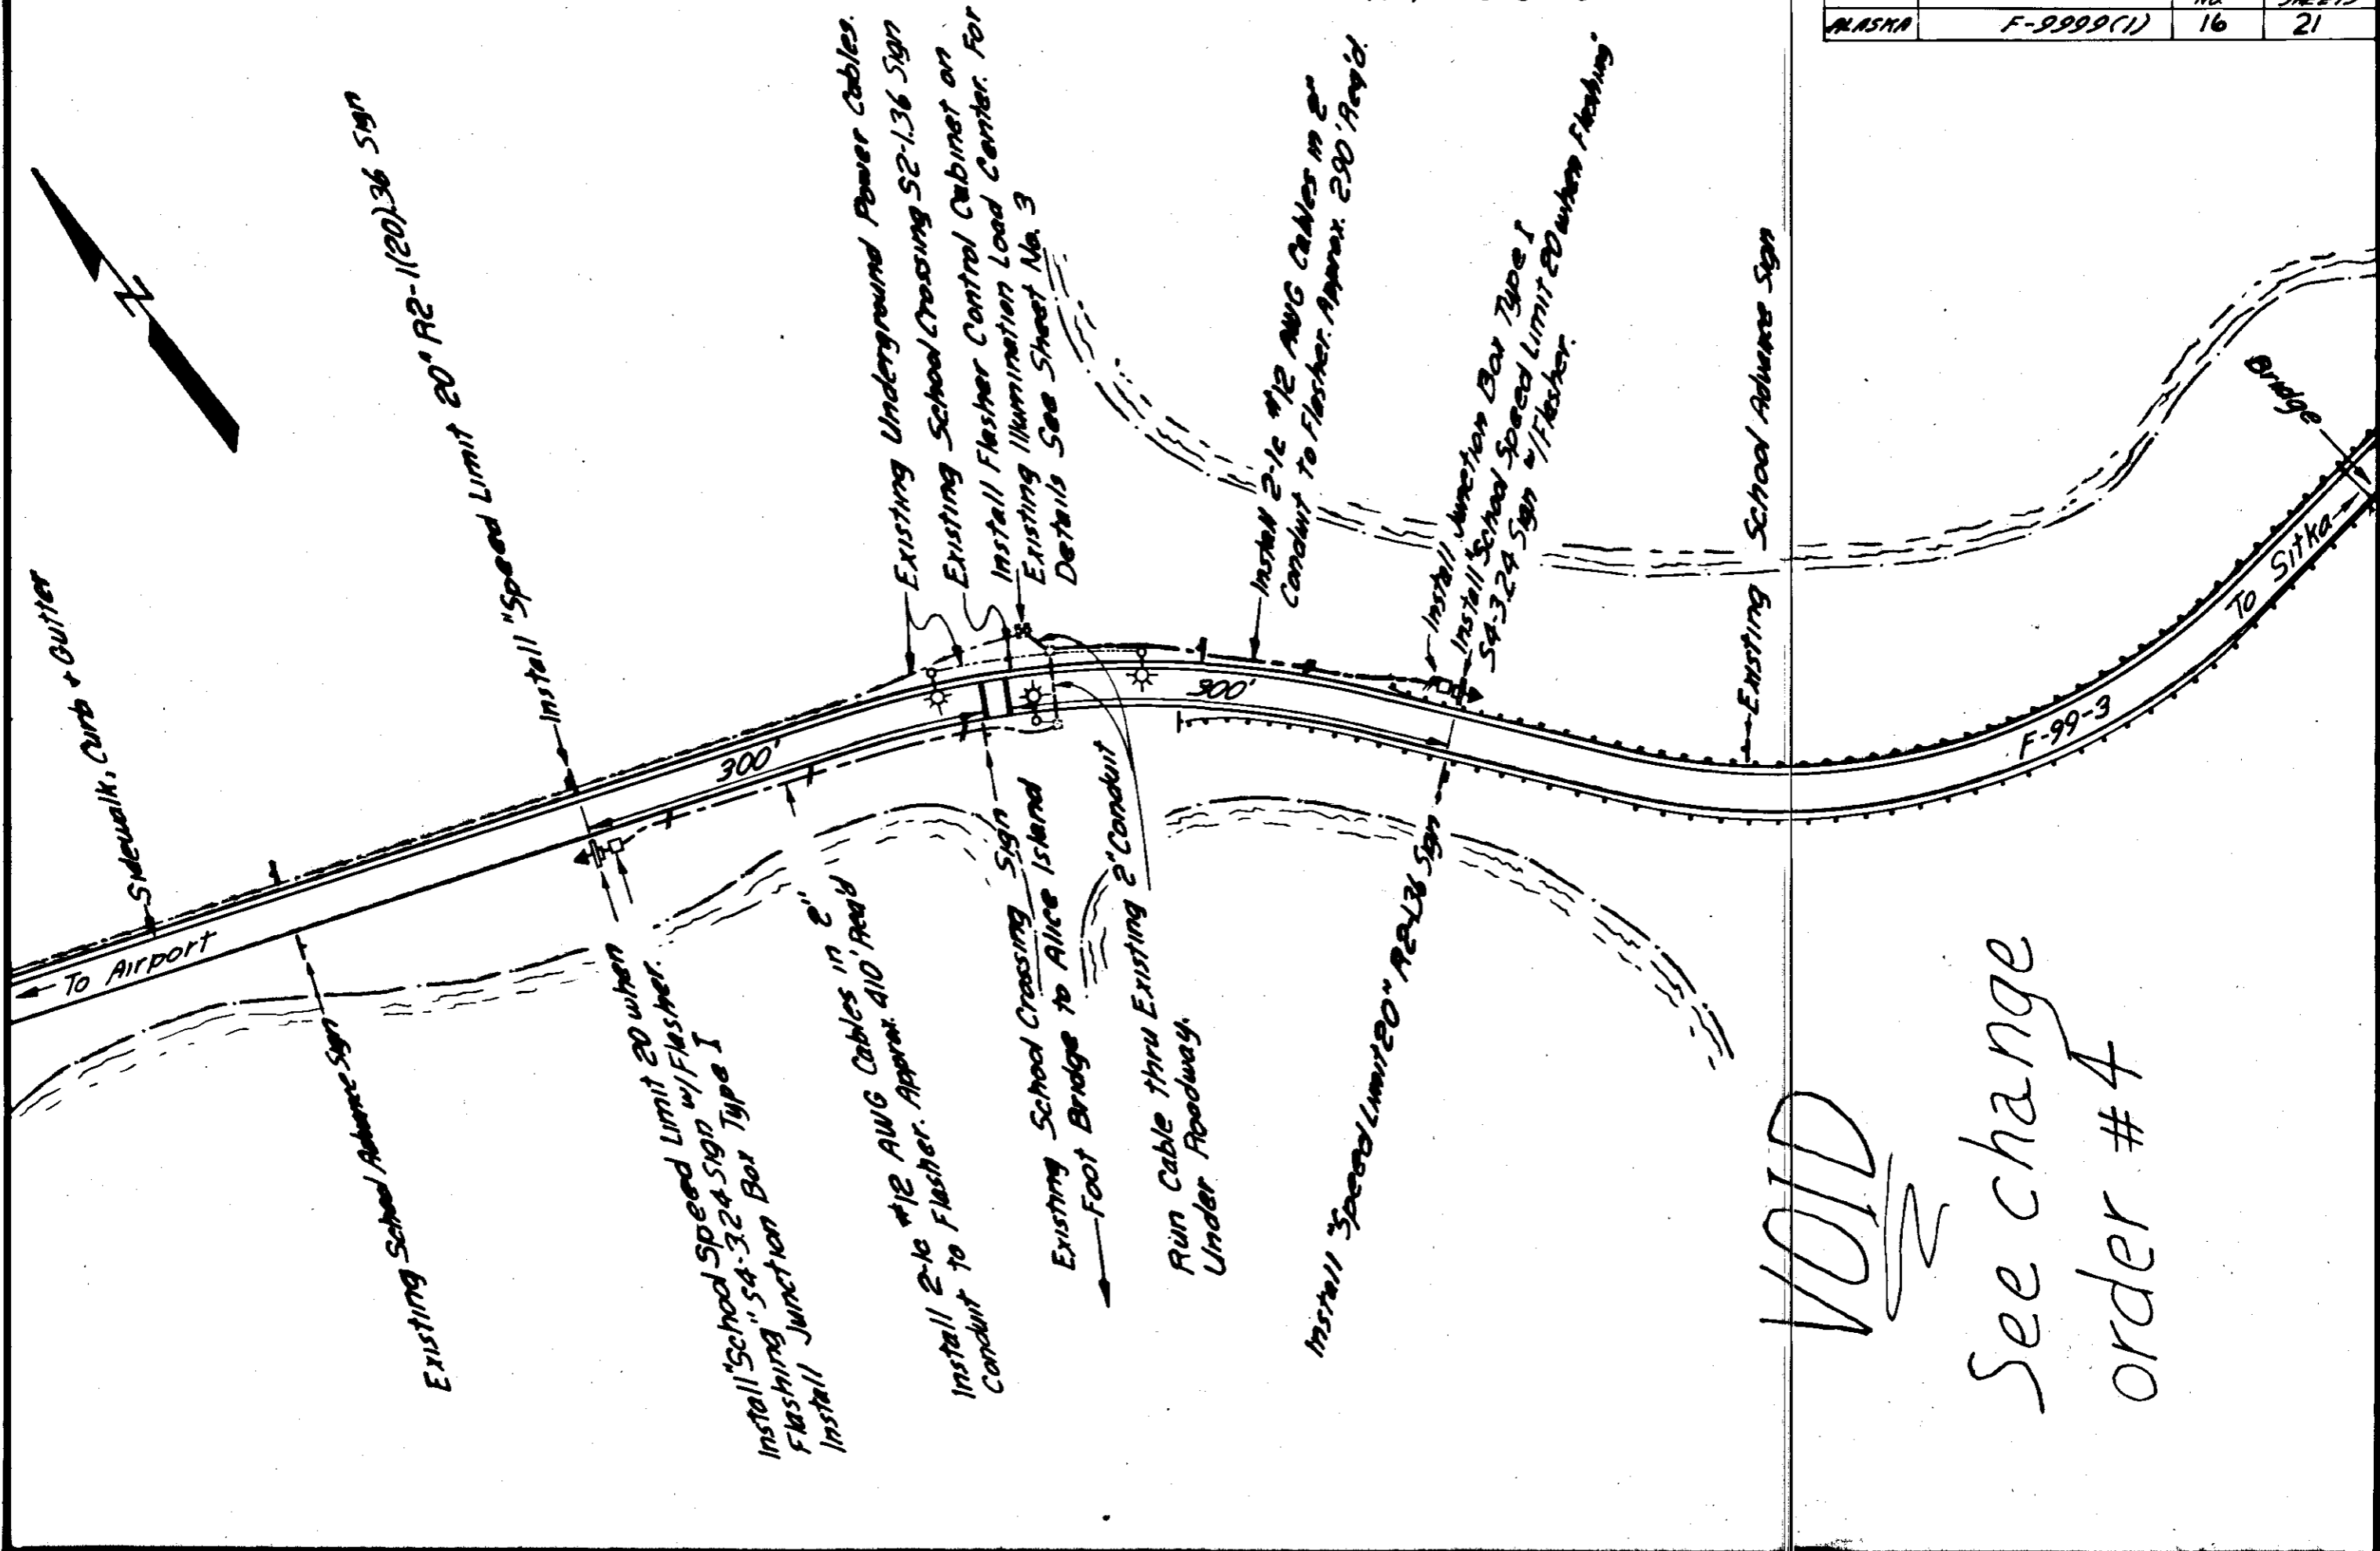 NO. SHEETS
ALASKA F-9999(1) 16 21
N
Sidewalk, Curb & Gutter
Install "Speed Limit 20" R2-1(20).36 Sign
Existing Underground Power Cables.
Existing School Crossing S2-1.36 Sign
Install Flasher Control Cabinet on
Existing Illumination Load Center. For
Details See Sheet No. 3
Install 2-1c #12 AWG Cables in 2"
Conduit to Flasher. Approx. 290' Req'd.
Install Junction Box Type I
Install "School Speed Limit 20 when Flashing"
S4-3.24 Sign w/Flasher.
Existing School Advance Sign
Bridge
To Sitka
F-99-3
300'
300'
To Airport
Existing School Advance Sign
Install "School Speed Limit 20 when
Flashing" S4-3.24 Sign w/Flasher.
Install Junction Box Type I
Install 2-1c #12 AWG Cables in 2"
Conduit to Flasher. Approx. 410' Req'd
Existing School Crossing Sign
Foot Bridge to Alice Island
Run Cable thru Existing 2" Conduit
Under Roadway.
Install "Speed Limit 20" R2-1.36 Sign
VOID
See change
order #4